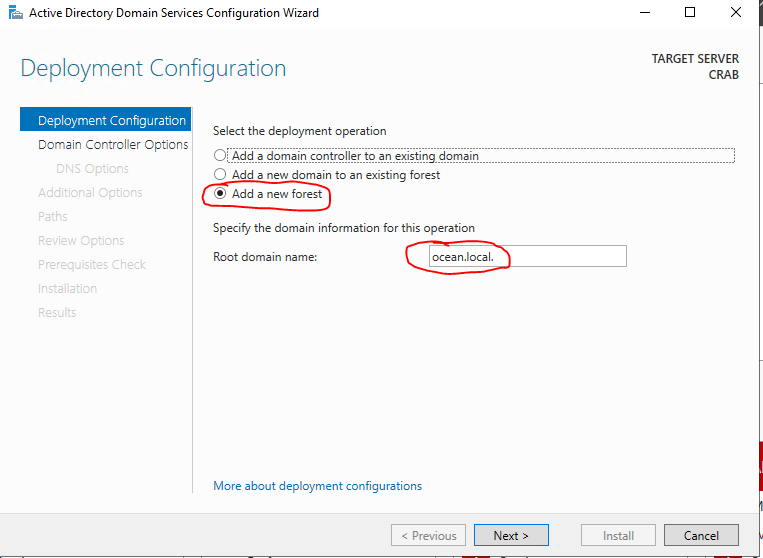 Active Directory Domain Services Configuration Wizard
Deployment Configuration
TARGET SERVER
CRAB
Deployment Configuration
Domain Controller Options
DNS Options
Additional Options
Paths
Review Options
Prerequisites Check
Installation
Results
Select the deployment operation
Add a domain controller to an existing domain
Add a new domain to an existing forest
Add a new forest
Specify the domain information for this operation
Root domain name: ocean.local.
More about deployment configurations
< Previous Next > Install Cancel